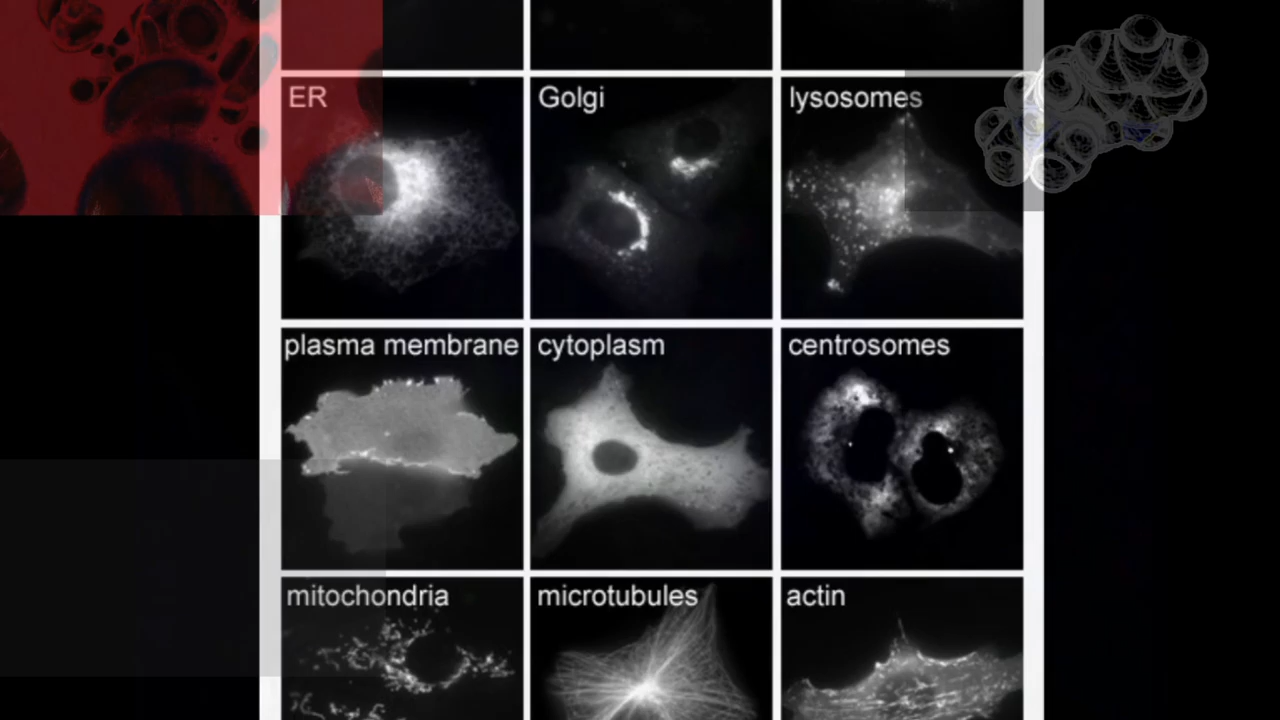 ER
Golgi
lysosomes
plasma membrane
cytoplasm
centrosomes
mitochondria
microtubules
actin